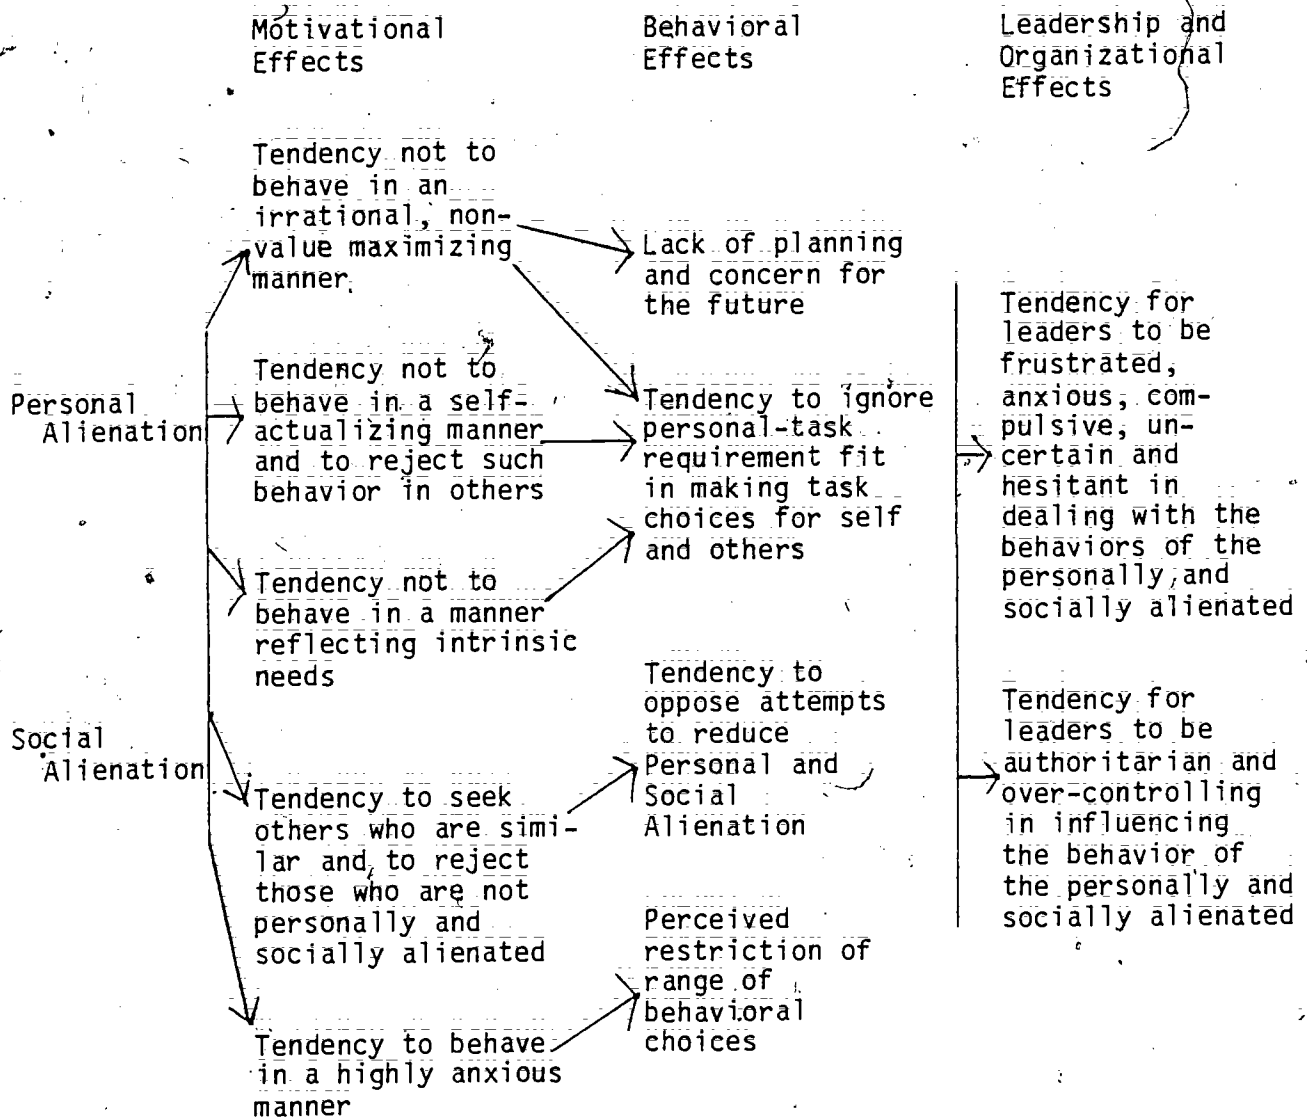 Motivational
Effects
Behavioral
Effects
Leadership and
Organizational
Effects
Personal
Alienation
Social
Alienation
Tendency not to
behave in an
irrational, non-
value maximizing
manner
Tendency not to
behave in a self-
actualizing manner
and to reject such
behavior in others
Tendency not to
behave in a manner
reflecting intrinsic
needs
Tendency to seek
others who are simi-
lar and to reject
those who are not
personally and
socially alienated
Tendency to behave
in a highly anxious
manner
Lack of planning
and concern for
the future
Tendency to ignore
personal-task
requirement fit
in making task
choices for self
and others
Tendency to
oppose attempts
to reduce
Personal and
Social
Alienation
Perceived
restriction of
range of
behavioral
choices
Tendency for
leaders to be
frustrated,
anxious, com-
pulsive, un-
certain and
hesitant in
dealing with the
behaviors of the
personally and
socially alienated
Tendency for
leaders to be
authoritarian and
over-controlling
in influencing
the behavior of
the personally and
socially alienated